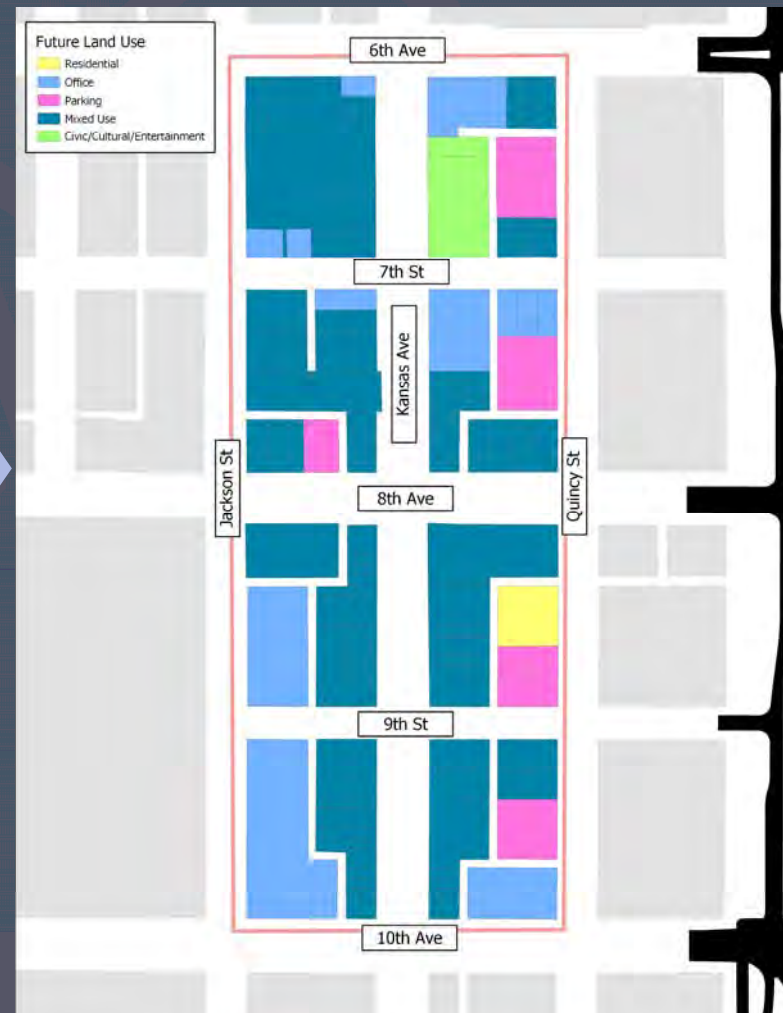 Future Land Use
Residential
Office
Parking
Mixed Use
Civic/Cultural/Entertainment
6th Ave
7th St
Kansas Ave
Jackson St
Quincy St
8th Ave
9th St
10th Ave